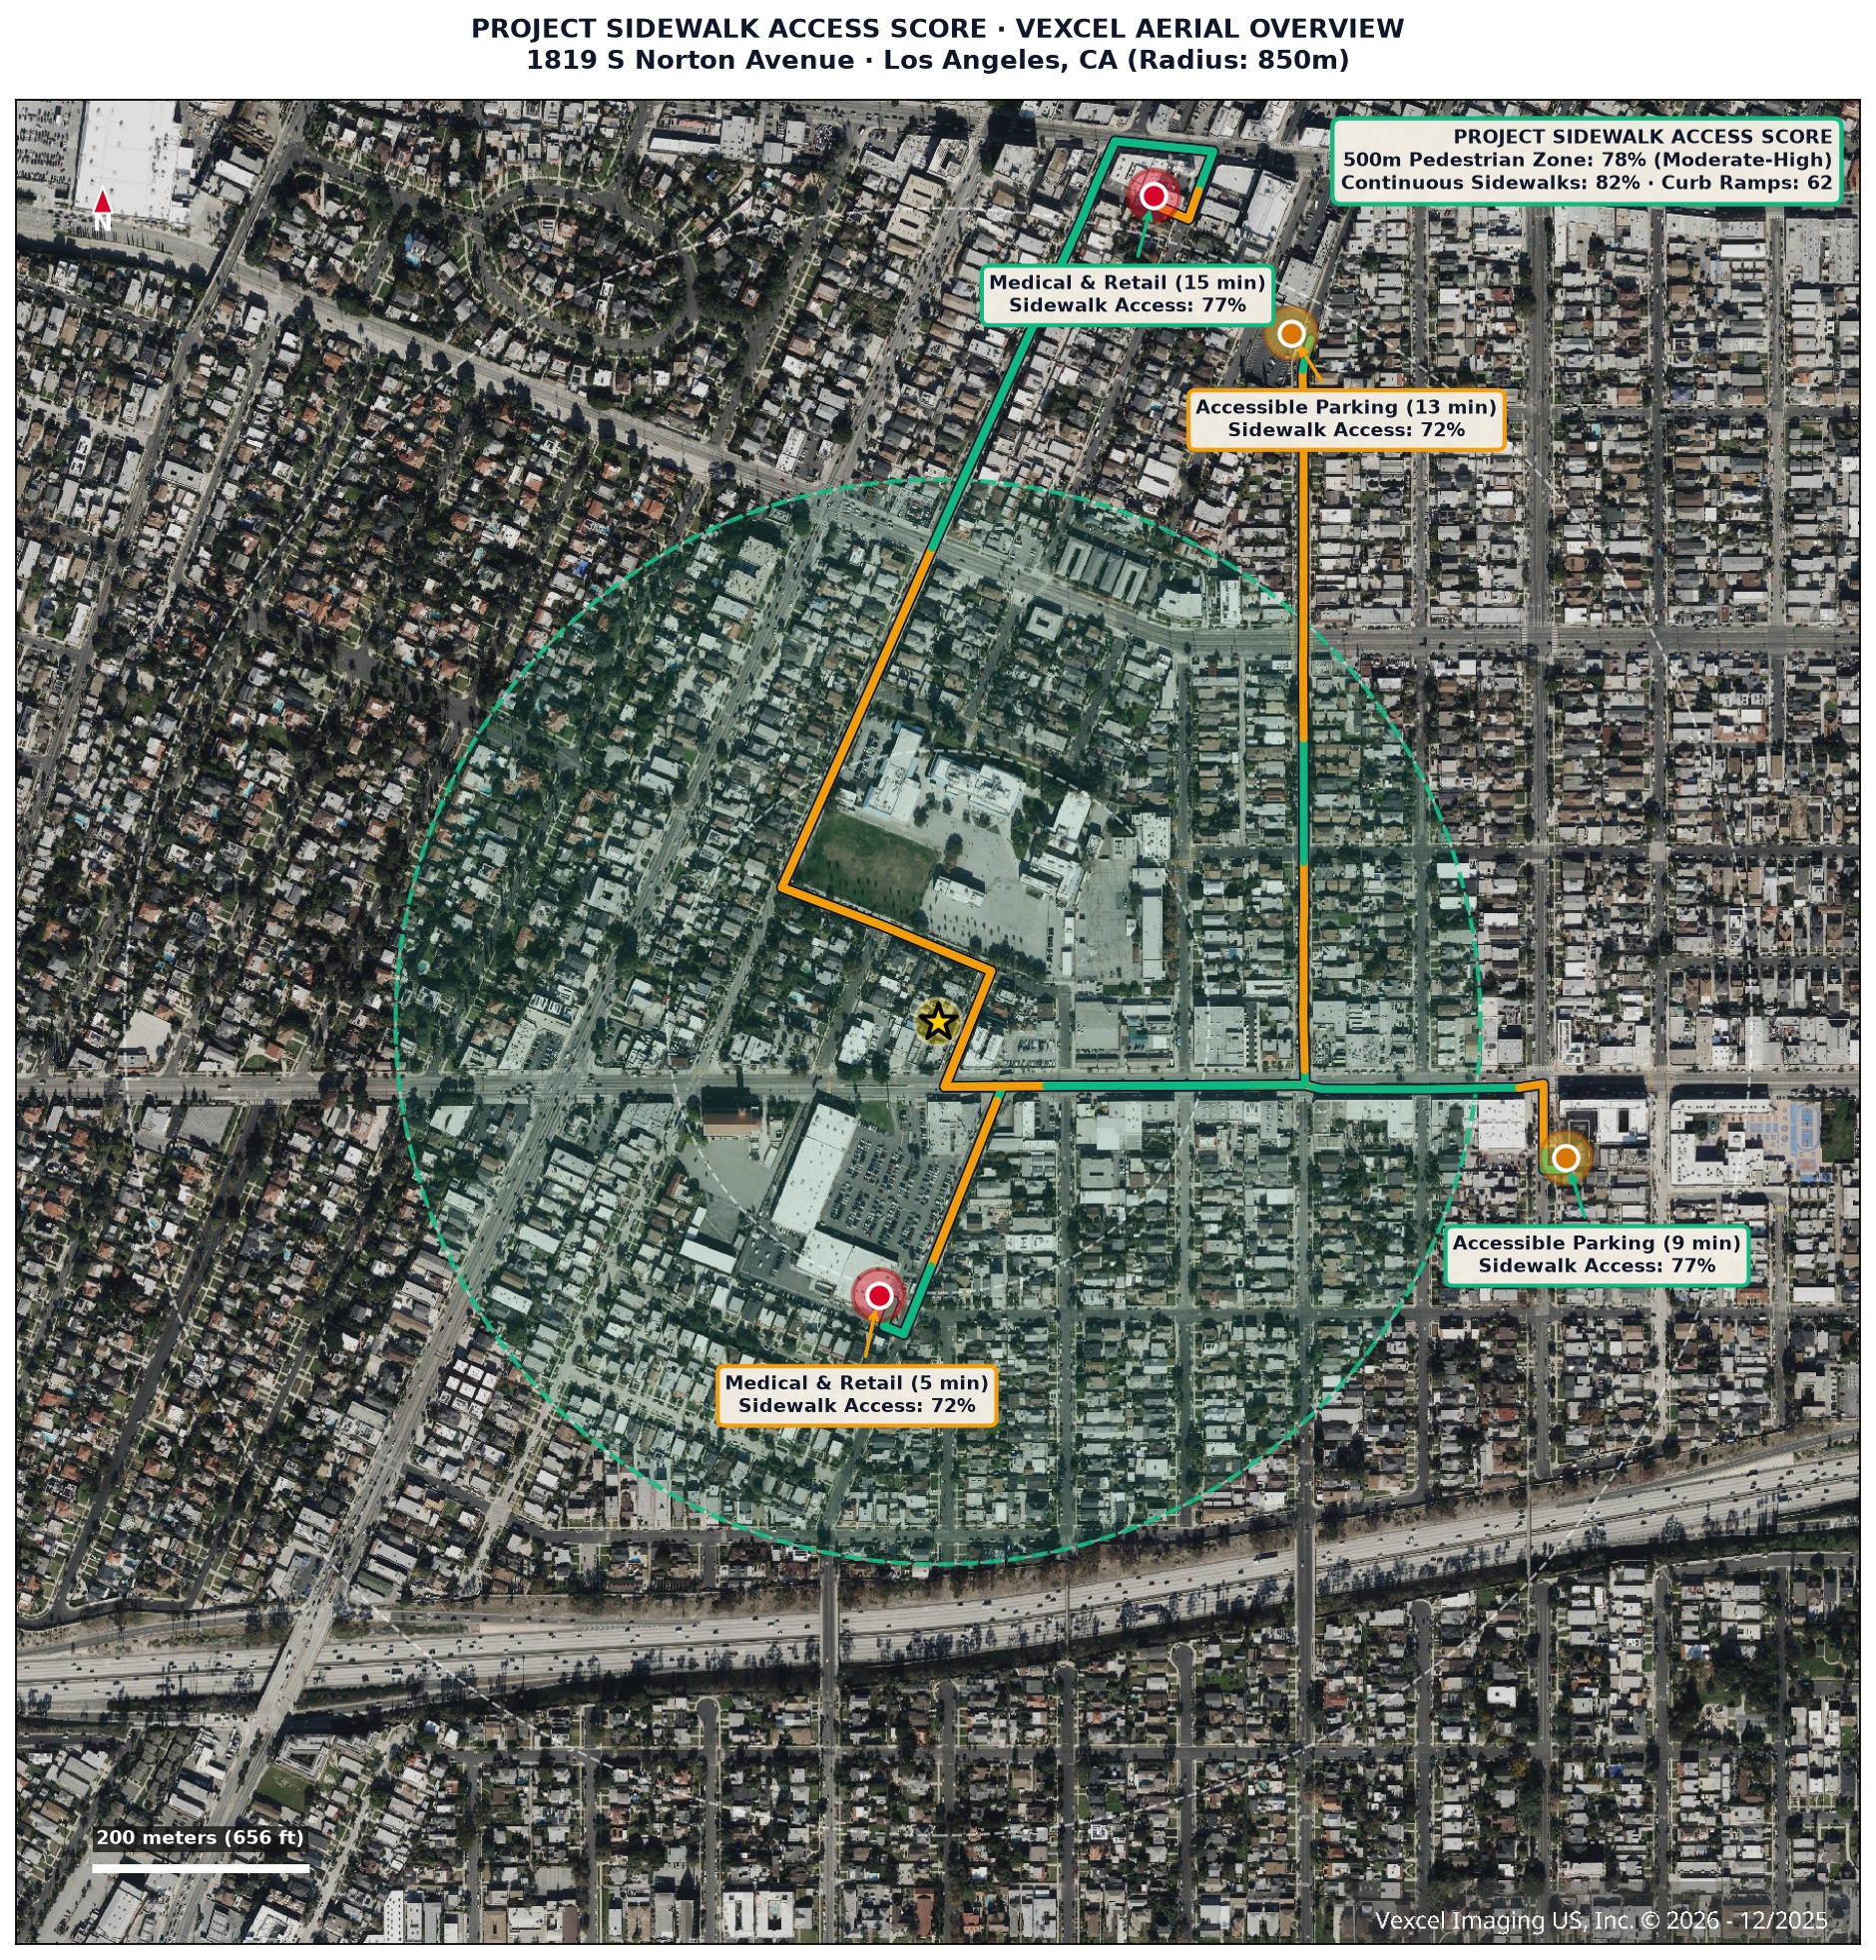 PROJECT SIDEWALK ACCESS SCORE · VEXCEL AERIAL OVERVIEW
1819 S Norton Avenue · Los Angeles, CA (Radius: 850m)
PROJECT SIDEWALK ACCESS SCORE
500m Pedestrian Zone: 78% (Moderate-High)
Continuous Sidewalks: 82% · Curb Ramps: 62
N
Medical & Retail (15 min)
Sidewalk Access: 77%
Accessible Parking (13 min)
Sidewalk Access: 72%
Accessible Parking (9 min)
Sidewalk Access: 77%
Medical & Retail (5 min)
Sidewalk Access: 72%
200 meters (656 ft)
Vexcel Imaging US, Inc. © 2026 - 12/2025